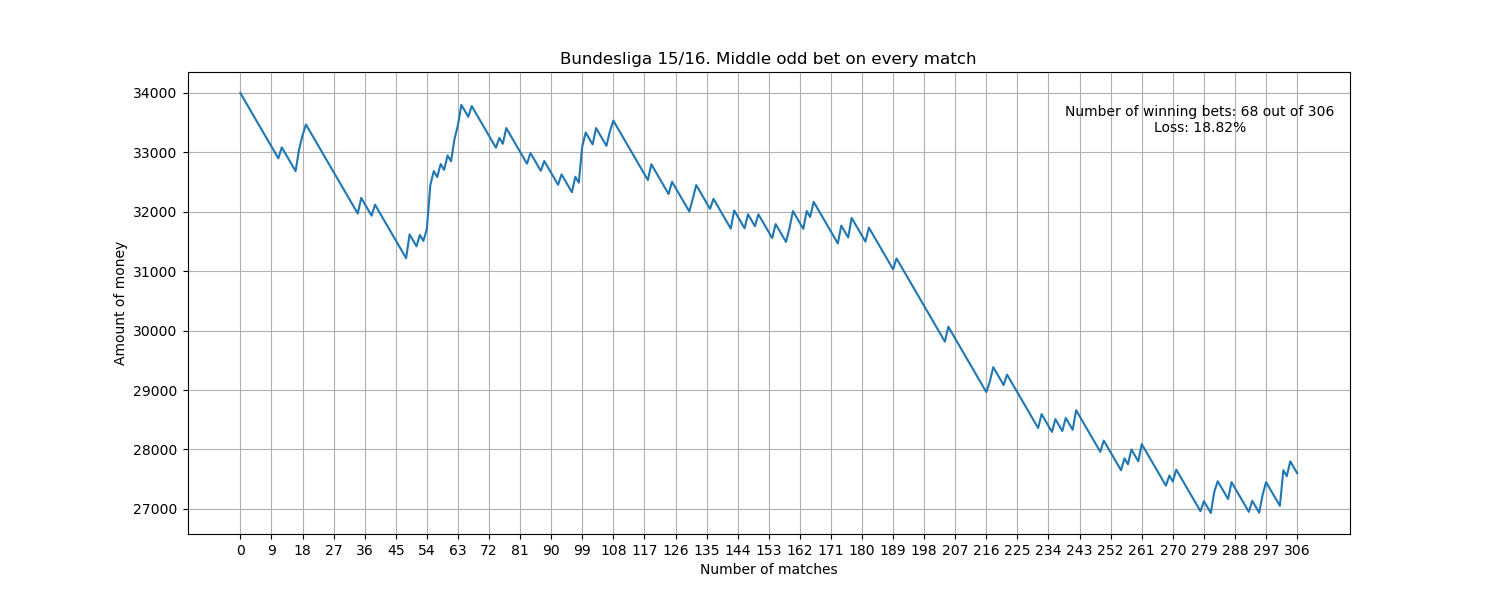 Bundesliga 15/16. Middle odd bet on every match
Number of winning bets: 68 out of 306
Loss: 18.82%
Amount of money
34000
33000
32000
31000
30000
29000
28000
27000
0 9 18 27 36 45 54 63 72 81 90 99 108 117 126 135 144 153 162 171 180 189 198 207 216 225 234 243 252 261 270 279 288 297 306
Number of matches